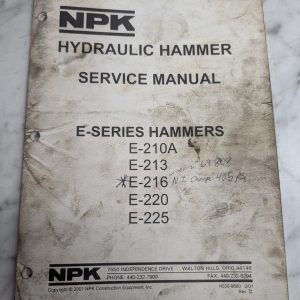 NPK
HYDRAULIC HAMMER
SERVICE MANUAL
E-SERIES HAMMERS
E-210A
E-213
*E-216
E-220
E-225
NPK
7550 INDEPENDENCE DRIVE WALTON HILLS, OHIO 44146
PHONE: 440-232-7900 FAX: 440-232-6294
Copyright © 2001 NPK Construction Equipment, Inc.